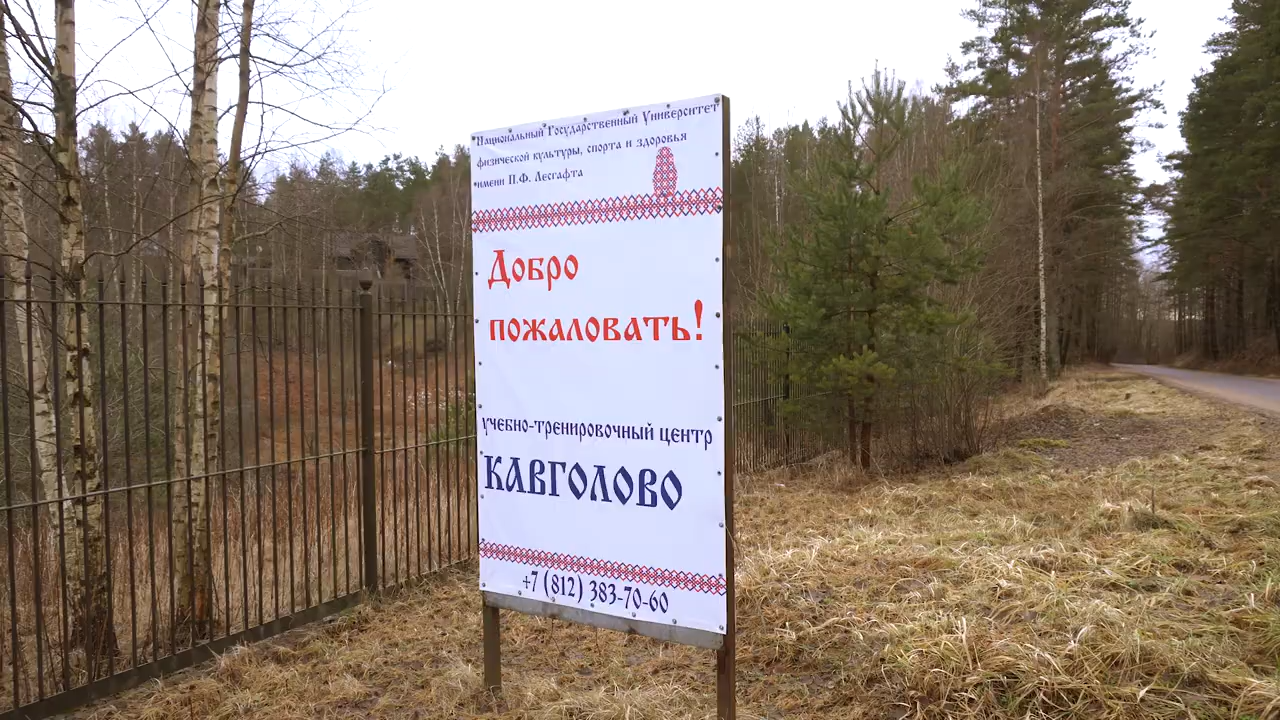 Национальный Государственный Университет
физической культуры, спорта и здоровья
имени П.Ф. Лесгафта
Добро
пожаловать!
учебно-тренировочный центр
КАВГОЛОВО
+7 (812) 383-70-60